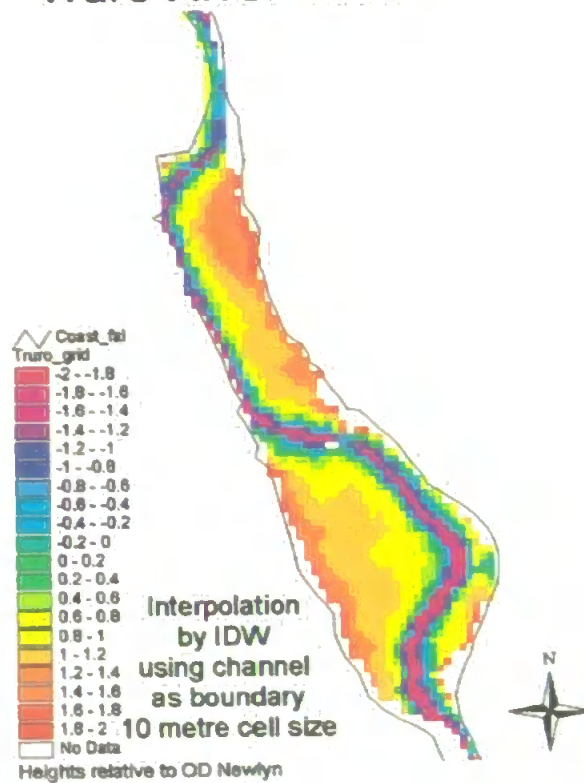 Coast_fal
Truro_grid
-2 - -1.8
-1.8 - -1.6
-1.6 - -1.4
-1.4 - -1.2
-1.2 - -1
-1 - -0.8
-0.8 - -0.6
-0.6 - -0.4
-0.4 - -0.2
-0.2 - 0
0 - 0.2
0.2 - 0.4
0.4 - 0.6
0.6 - 0.8
0.8 - 1
1 - 1.2
1.2 - 1.4
1.4 - 1.6
1.6 - 1.8
1.8 - 2
No Data
Interpolation
by IDW
using channel
as boundary
10 metre cell size
N
Heights relative to OD Newlyn